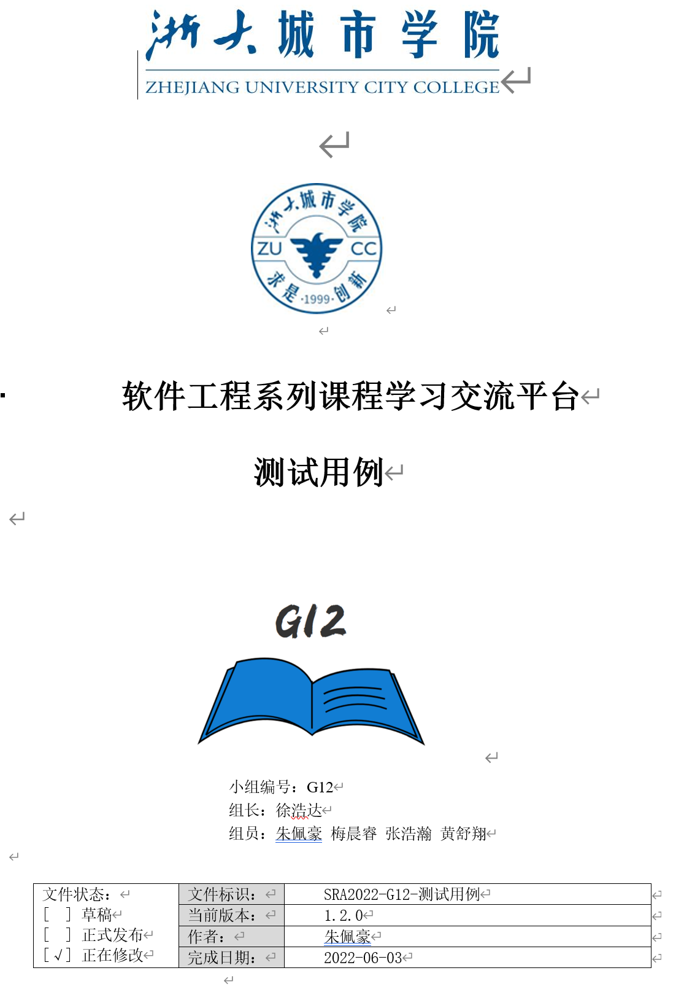 浙大城市学院
ZHEJIANG UNIVERSITY CITY COLLEGE
浙大城市学院
ZU CC
求是·1999·创新
软件工程系列课程学习交流平台
测试用例
G12
小组编号：G12
组长：徐浩达
组员：朱佩豪 梅晨睿 张浩瀚 黄舒翔
文件状态：
[ ] 草稿
[ ] 正式发布
[√] 正在修改
文件标识： SRA2022-G12-测试用例
当前版本： 1.2.0
作者： 朱佩豪
完成日期： 2022-06-03